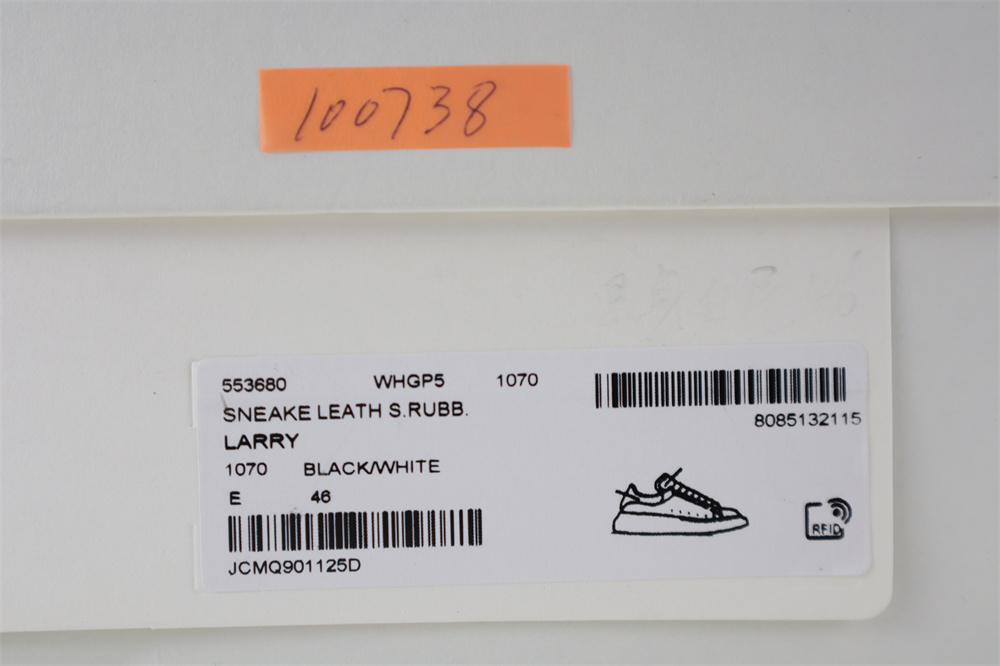 100738
553680 WHGP5 1070
SNEAKE LEATH S.RUBB.
LARRY
1070 BLACK/WHITE
E 46
JCMQ901125D
8085132115
RFID